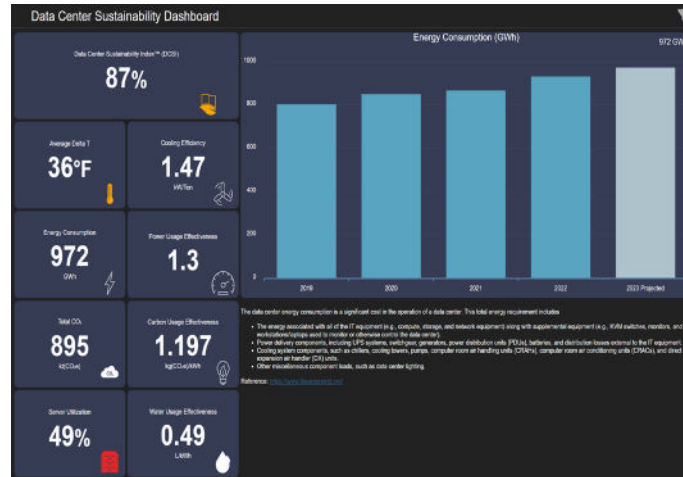 Data Center Sustainability Dashboard
Data Center Sustainability Index™ (DCSI)
87%
Average Delta T
36°F
Cooling Efficiency
1.47
kW/Ton
Energy Consumption
972
GWh
Power Usage Effectiveness
1.3
Total CO₂
895
kt(CO₂e)
Carbon Usage Effectiveness
1.197
kg(CO₂e)/kWh
Server Utilization
49%
Water Usage Effectiveness
0.49
L/kWh
Energy Consumption (GWh)
972 GW
1000
800
600
400
200
0
2019
2020
2021
2022
2023 Projected
The data center energy consumption is a significant cost in the operation of a data center. This total energy requirement includes
• The energy associated with all of the IT equipment (e.g., compute, storage, and network equipment) along with supplemental equipment (e.g., KVM switches, monitors, and
workstations/laptops used to monitor or otherwise control the data center).
• Power delivery components, including UPS systems, switchgear, generators, power distribution units (PDUs), batteries, and distribution losses external to the IT equipment.
• Cooling system components, such as chillers, cooling towers, pumps, computer room air handling units (CRAHs), computer room air conditioning units (CRACs), and direct
expansion air handler (DX) units.
• Other miscellaneous component loads, such as data center lighting.
Reference: